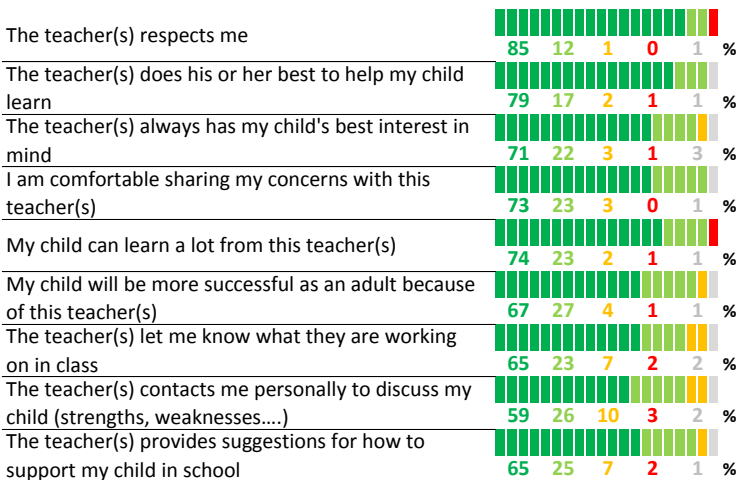 The teacher(s) respects me
85 12 1 0 1 %
The teacher(s) does his or her best to help my child
learn
79 17 2 1 1 %
The teacher(s) always has my child's best interest in
mind
71 22 3 1 3 %
I am comfortable sharing my concerns with this
teacher(s)
73 23 3 0 1 %
My child can learn a lot from this teacher(s)
74 23 2 1 1 %
My child will be more successful as an adult because
of this teacher(s)
67 27 4 1 1 %
The teacher(s) let me know what they are working
on in class
65 23 7 2 2 %
The teacher(s) contacts me personally to discuss my
child (strengths, weaknesses....)
59 26 10 3 2 %
The teacher(s) provides suggestions for how to
support my child in school
65 25 7 2 1 %